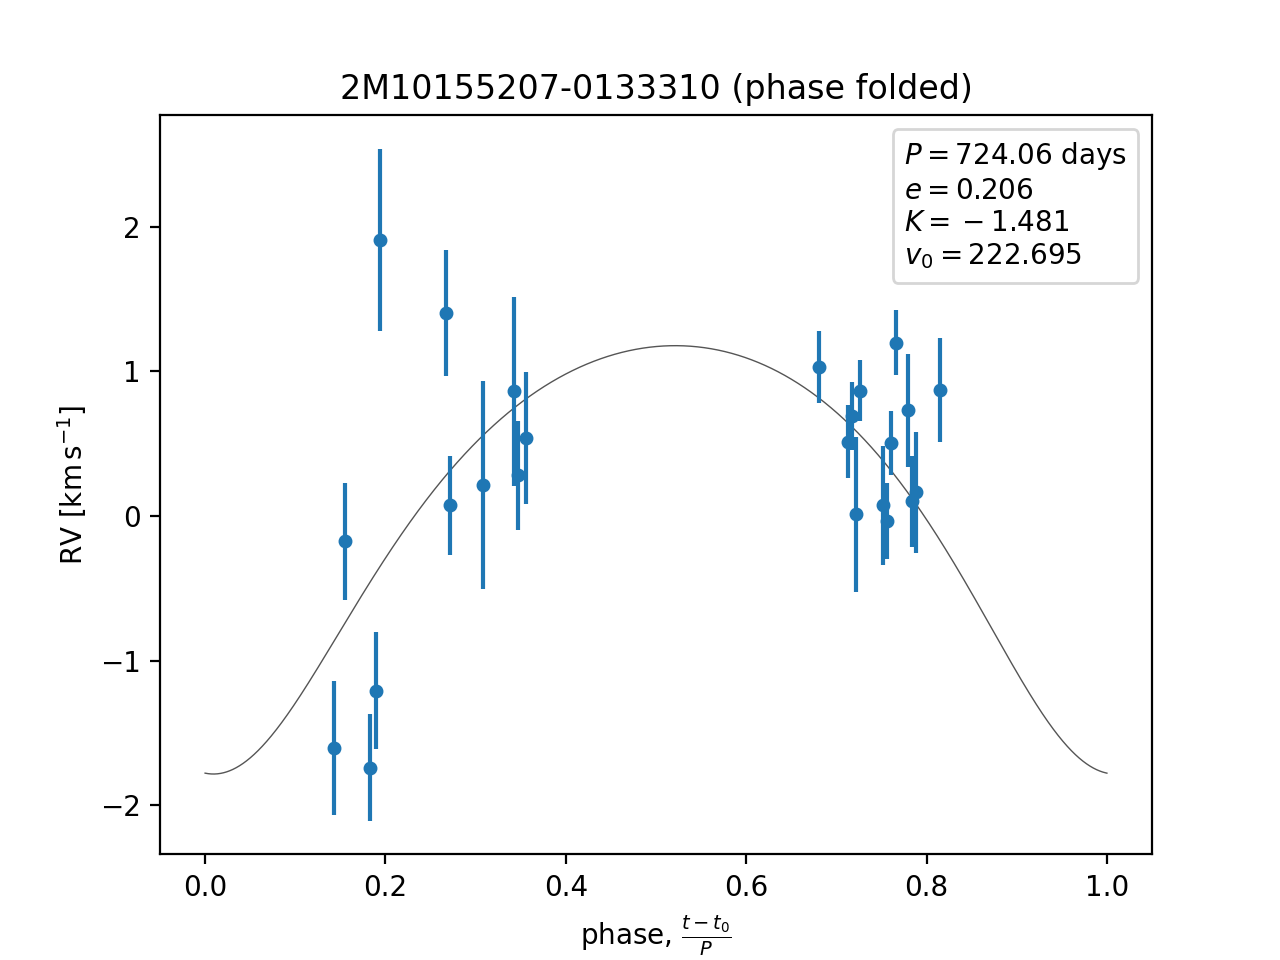 2M10155207-0133310 (phase folded)
P = 724.06 days
e = 0.206
K = −1.481
v₀ = 222.695
RV [km s⁻¹]
2
1
0
−1
−2
0.0 0.2 0.4 0.6 0.8 1.0
phase, (t − t₀)/P